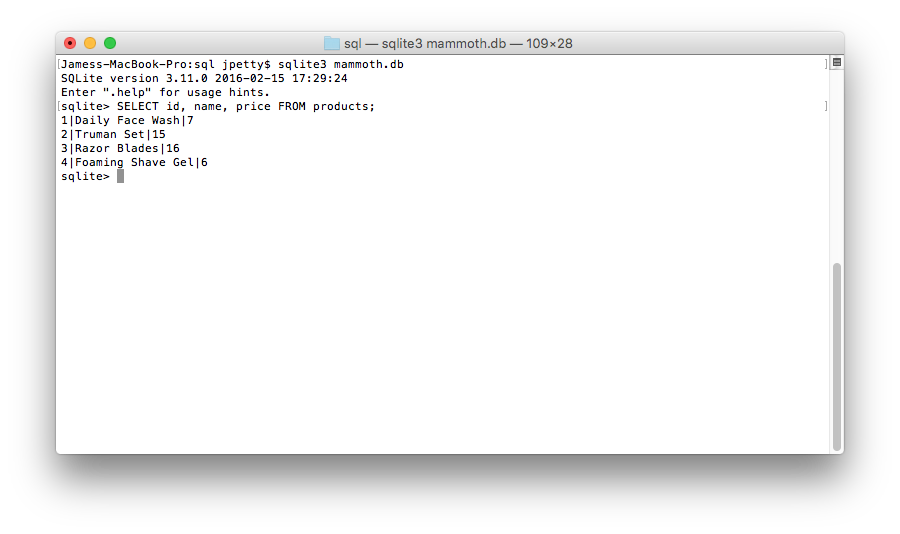 sql — sqlite3 mammoth.db — 109×28
[Jamess-MacBook-Pro:sql jpetty$ sqlite3 mammoth.db ]
SQLite version 3.11.0 2016-02-15 17:29:24
Enter ".help" for usage hints.
[sqlite> SELECT id, name, price FROM products; ]
1|Daily Face Wash|7
2|Truman Set|15
3|Razor Blades|16
4|Foaming Shave Gel|6
sqlite>